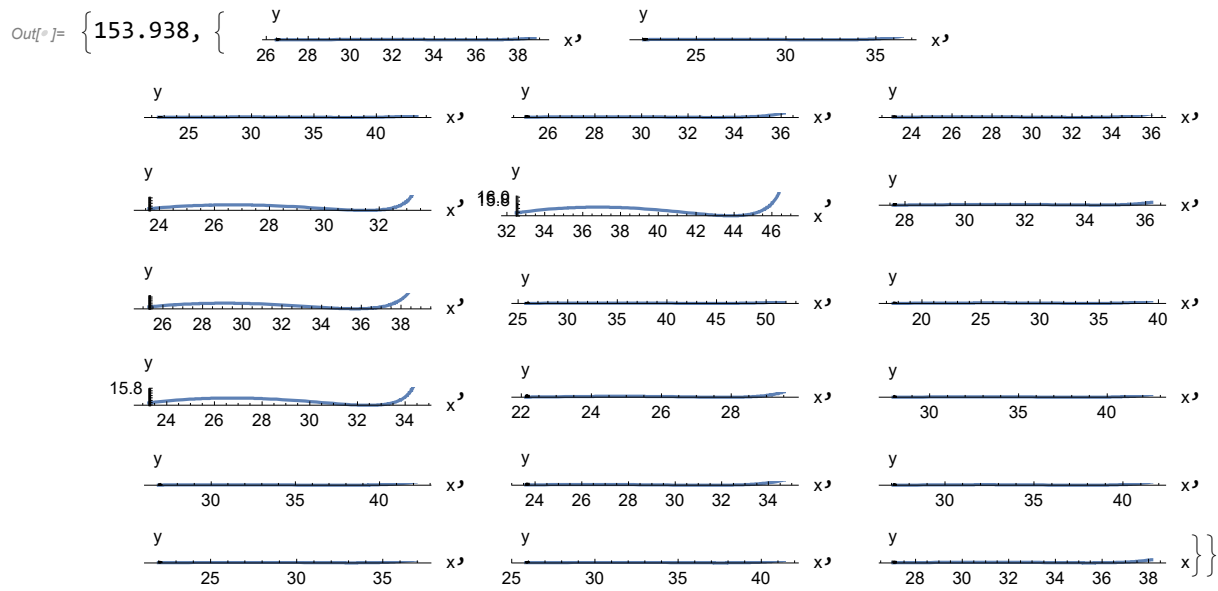 Out[ ]= {153.938, {
y
26 28 30 32 34 36 38 x,
y
25 30 35 x,
y
25 30 35 40 x,
y
26 28 30 32 34 36 x,
y
24 26 28 30 32 34 36 x,
y
24 26 28 30 32 x,
y
32 34 36 38 40 42 44 46 x,
y
28 30 32 34 36 x,
y
26 28 30 32 34 36 38 x,
y
25 30 35 40 45 50 x,
y
20 25 30 35 40 x,
y
15.8
24 26 28 30 32 34 x,
y
22 24 26 28 x,
y
30 35 40 x,
y
30 35 40 x,
y
24 26 28 30 32 34 x,
y
30 35 40 x,
y
25 30 35 x,
y
25 30 35 40 x,
y
28 30 32 34 36 38 x}}